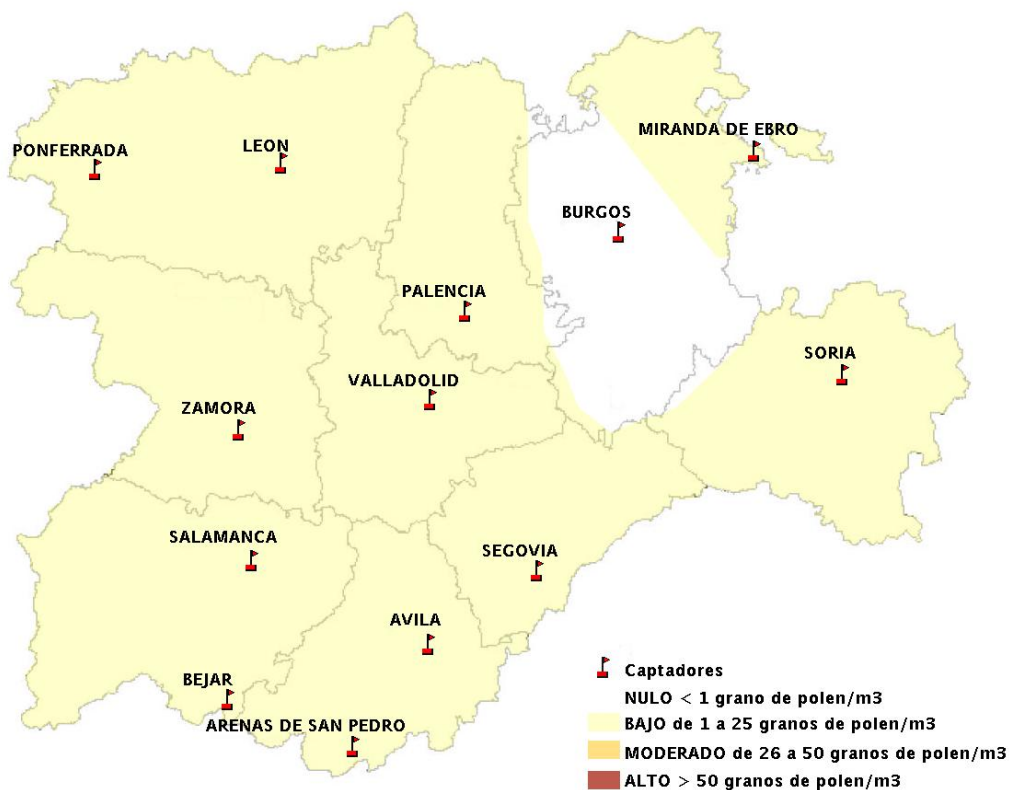 MIRANDA DE EBRO
PONFERRADA
LEON
BURGOS
PALENCIA
SORIA
VALLADOLID
ZAMORA
SALAMANCA
SEGOVIA
AVILA
BEJAR
ARENAS DE SAN PEDRO
Captadores
NULO < 1 grano de polen/m3
BAJO de 1 a 25 granos de polen/m3
MODERADO de 26 a 50 granos de polen/m3
ALTO > 50 granos de polen/m3